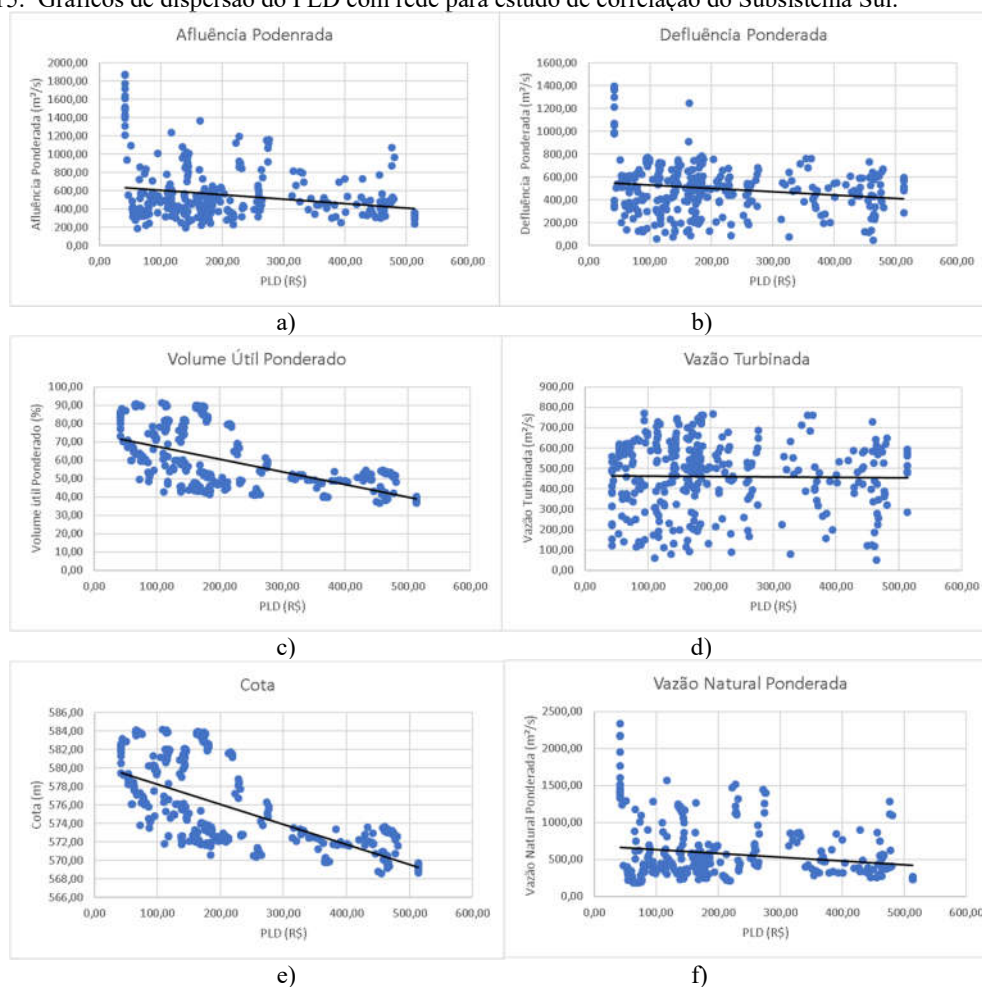 15. Gráficos de dispersão do PLD com rede para estudo de correlação do Subsistema Sul.
Afluência Podenrada
Afluência Ponderada (m³/s)
2000,00
1800,00
1600,00
1400,00
1200,00
1000,00
800,00
600,00
400,00
200,00
0,00
0,00 100,00 200,00 300,00 400,00 500,00 600,00
PLD (R$)
a)
Defluência Ponderada
Defluência Ponderada (m³/s)
1600,00
1400,00
1200,00
1000,00
800,00
600,00
400,00
200,00
0,00
0,00 100,00 200,00 300,00 400,00 500,00 600,00
PLD (R$)
b)
Volume Útil Ponderado
Volume útil Ponderado (%)
100,00
90,00
80,00
70,00
60,00
50,00
40,00
30,00
20,00
10,00
0,00
0,00 100,00 200,00 300,00 400,00 500,00 600,00
PLD (R$)
c)
Vazão Turbinada
Vazão Turbinada (m³/s)
900,00
800,00
700,00
600,00
500,00
400,00
300,00
200,00
100,00
0,00
0,00 100,00 200,00 300,00 400,00 500,00 600,00
PLD (R$)
d)
Cota
Cota (m)
586,00
584,00
582,00
580,00
578,00
576,00
574,00
572,00
570,00
568,00
566,00
0,00 100,00 200,00 300,00 400,00 500,00 600,00
PLD (R$)
e)
Vazão Natural Ponderada
Vazão Natural Ponderada (m³/s)
2500,00
2000,00
1500,00
1000,00
500,00
0,00
0,00 100,00 200,00 300,00 400,00 500,00 600,00
PLD (R$)
f)